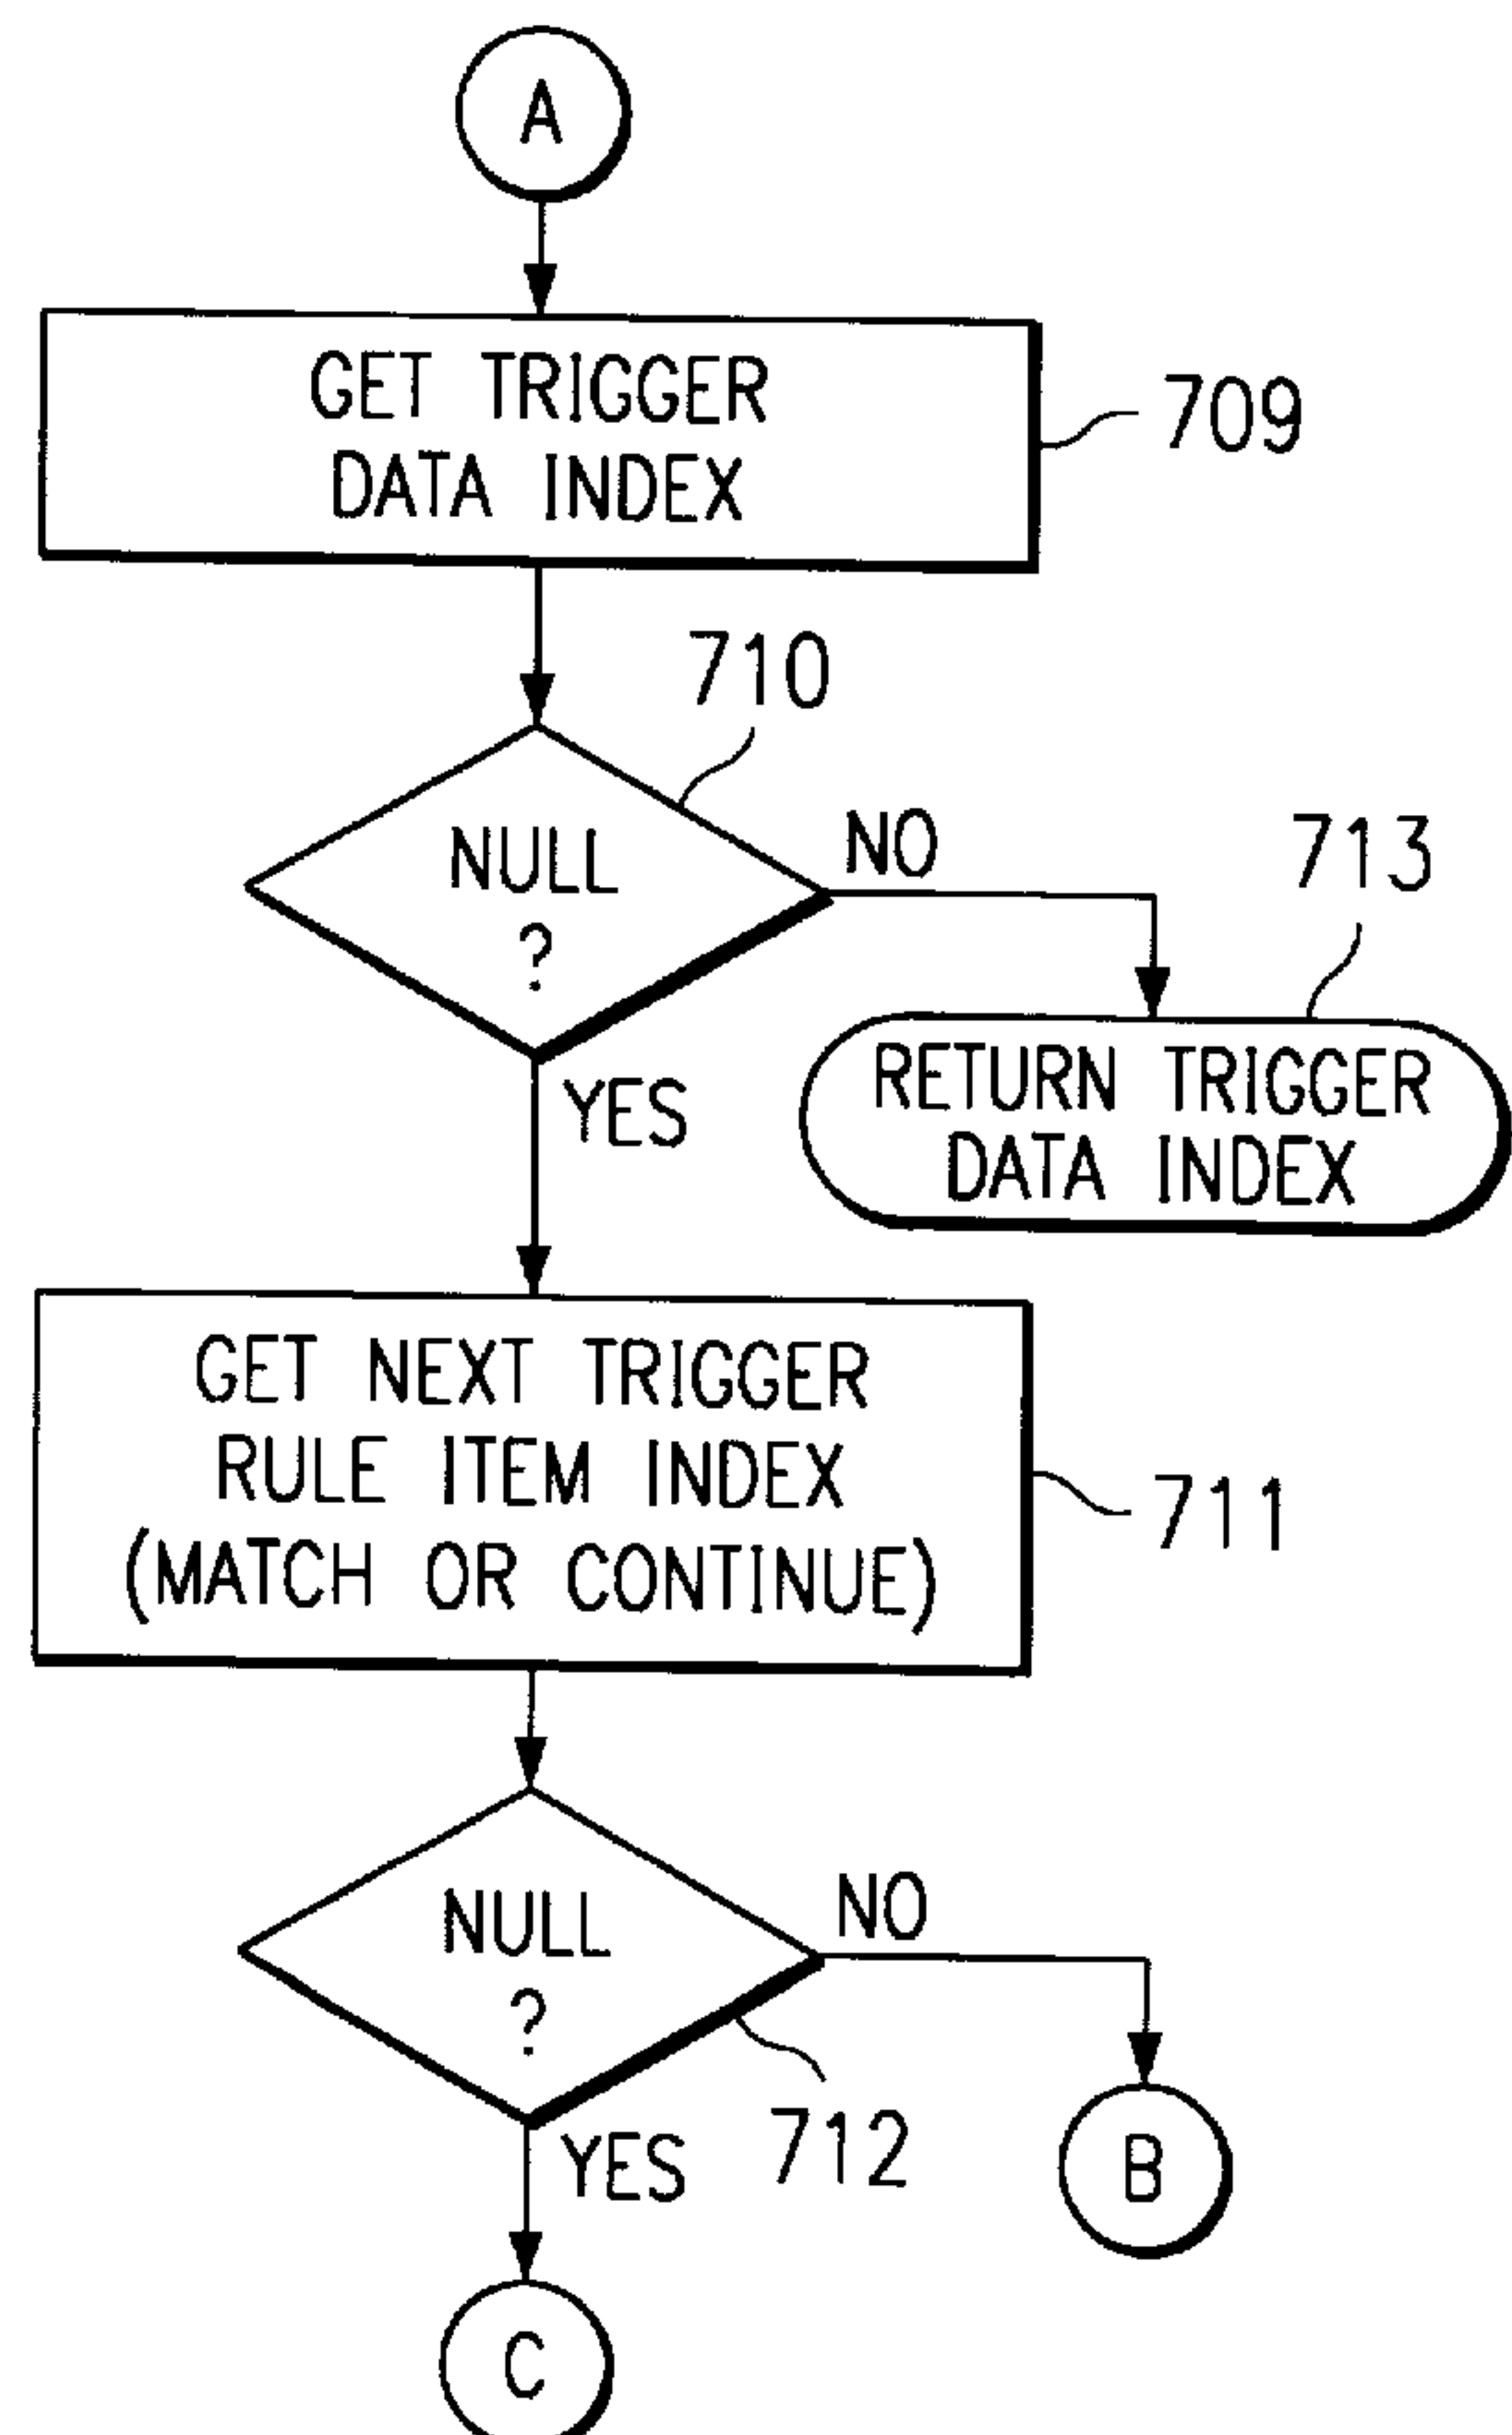 A
GET TRIGGER
DATA INDEX
709
710
NULL
?
NO
713
YES
RETURN TRIGGER
DATA INDEX
GET NEXT TRIGGER
RULE ITEM INDEX
(MATCH OR CONTINUE)
711
NULL
?
NO
712
YES
B
C